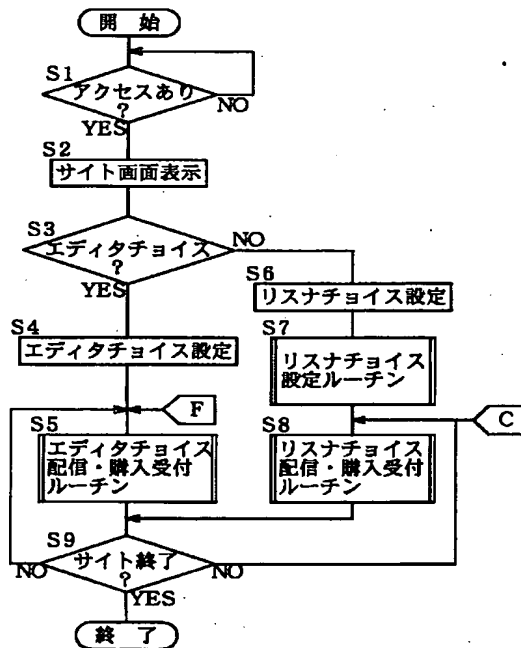 開 始
S1
アクセスあり
?
NO
YES
S2
サイト画面表示
S3
エディタチョイス
?
NO
YES
S6
リスナチョイス設定
S4
エディタチョイス設定
S7
リスナチョイス
設定ルーチン
F
C
S5
エディタチョイス
配信・購入受付
ルーチン
S8
リスナチョイス
配信・購入受付
ルーチン
S9
サイト終了
?
NO
NO
YES
終 了